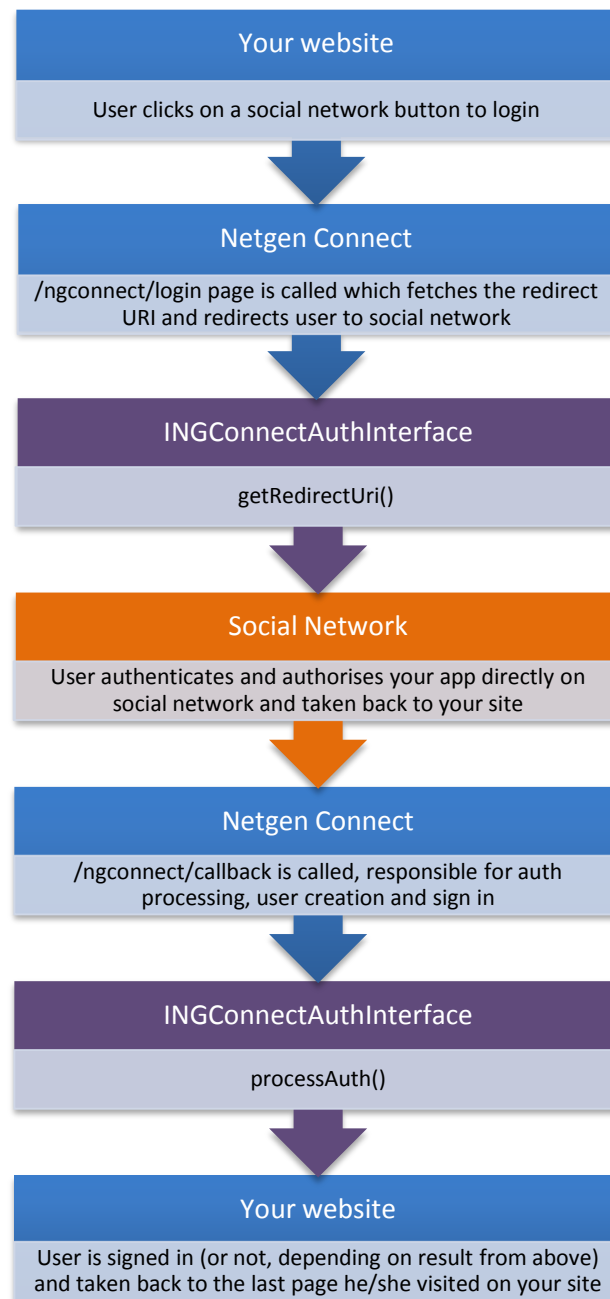 Your website
User clicks on a social network button to login
Netgen Connect
/ngconnect/login page is called which fetches the redirect
URI and redirects user to social network
INGConnectAuthInterface
getRedirectUri()
Social Network
User authenticates and authorises your app directly on
social network and taken back to your site
Netgen Connect
/ngconnect/callback is called, responsible for auth
processing, user creation and sign in
INGConnectAuthInterface
processAuth()
Your website
User is signed in (or not, depending on result from above)
and taken back to the last page he/she visited on your site